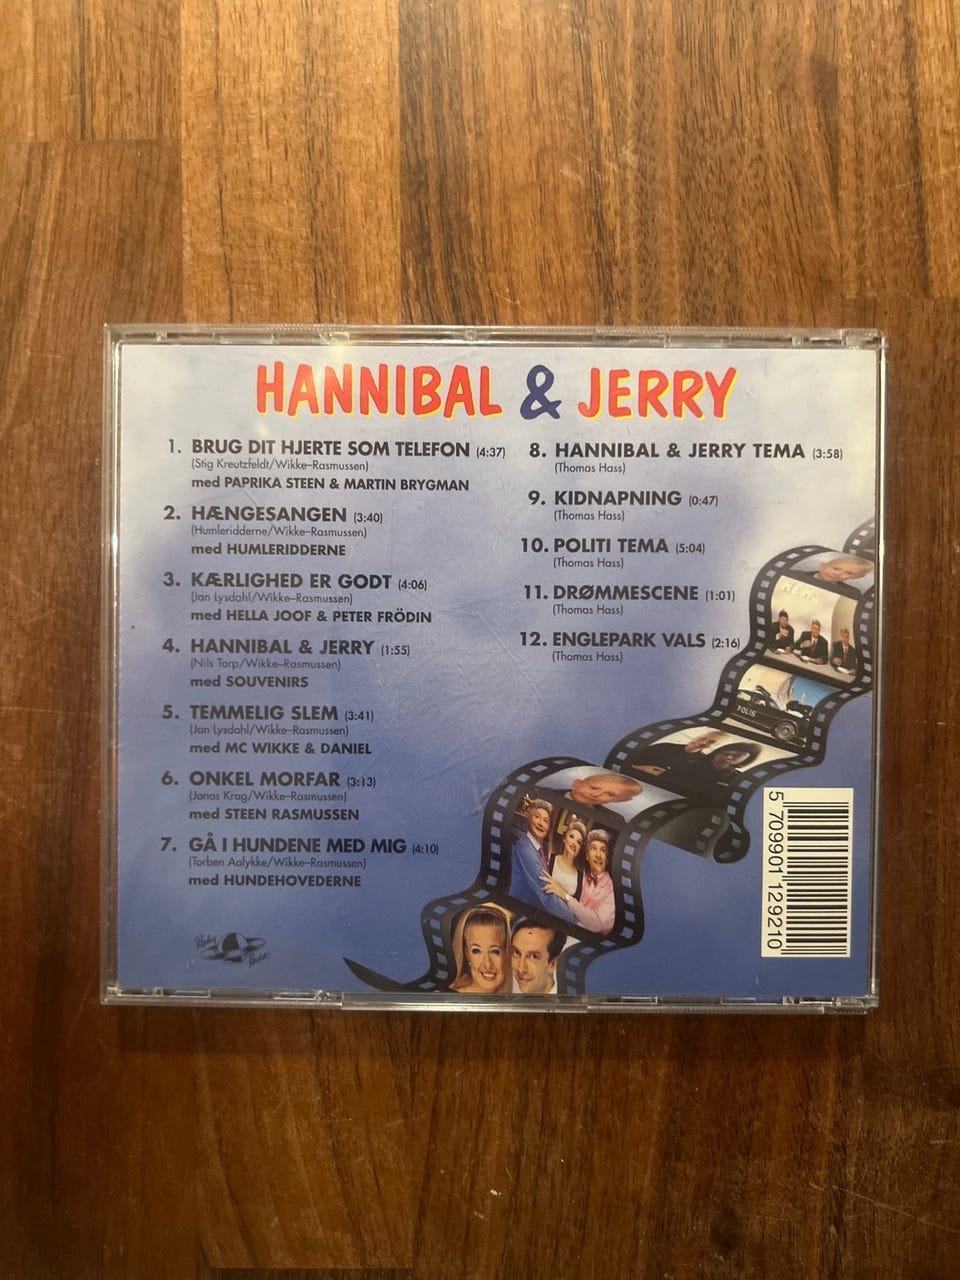 HANNIBAL & JERRY
1. BRUG DIT HJERTE SOM TELEFON (4:37)
(Stig Kreutzfeldt/Wikke–Rasmussen)
med PAPRIKA STEEN & MARTIN BRYGMAN
2. HÆNGESANGEN (3:40)
(Humleridderne/Wikke–Rasmussen)
med HUMLERIDDERNE
3. KÆRLIGHED ER GODT (4:06)
(Jan Lysdahl/Wikke–Rasmussen)
med HELLA JOOF & PETER FRÖDIN
4. HANNIBAL & JERRY (1:55)
(Nils Torp/Wikke–Rasmussen)
med SOUVENIRS
5. TEMMELIG SLEM (3:41)
(Jan Lysdahl/Wikke–Rasmussen)
med MC WIKKE & DANIEL
6. ONKEL MORFAR (3:13)
(Jonas Krag/Wikke–Rasmussen)
med STEEN RASMUSSEN
7. GÅ I HUNDENE MED MIG (4:10)
(Torben Aalykke/Wikke–Rasmussen)
med HUNDEHOVEDERNE
8. HANNIBAL & JERRY TEMA (3:58)
(Thomas Hass)
9. KIDNAPNING (0:47)
(Thomas Hass)
10. POLITI TEMA (5:04)
(Thomas Hass)
11. DRØMMESCENE (1:01)
(Thomas Hass)
12. ENGLEPARK VALS (2:16)
(Thomas Hass)
POLIS
5 709901 129210